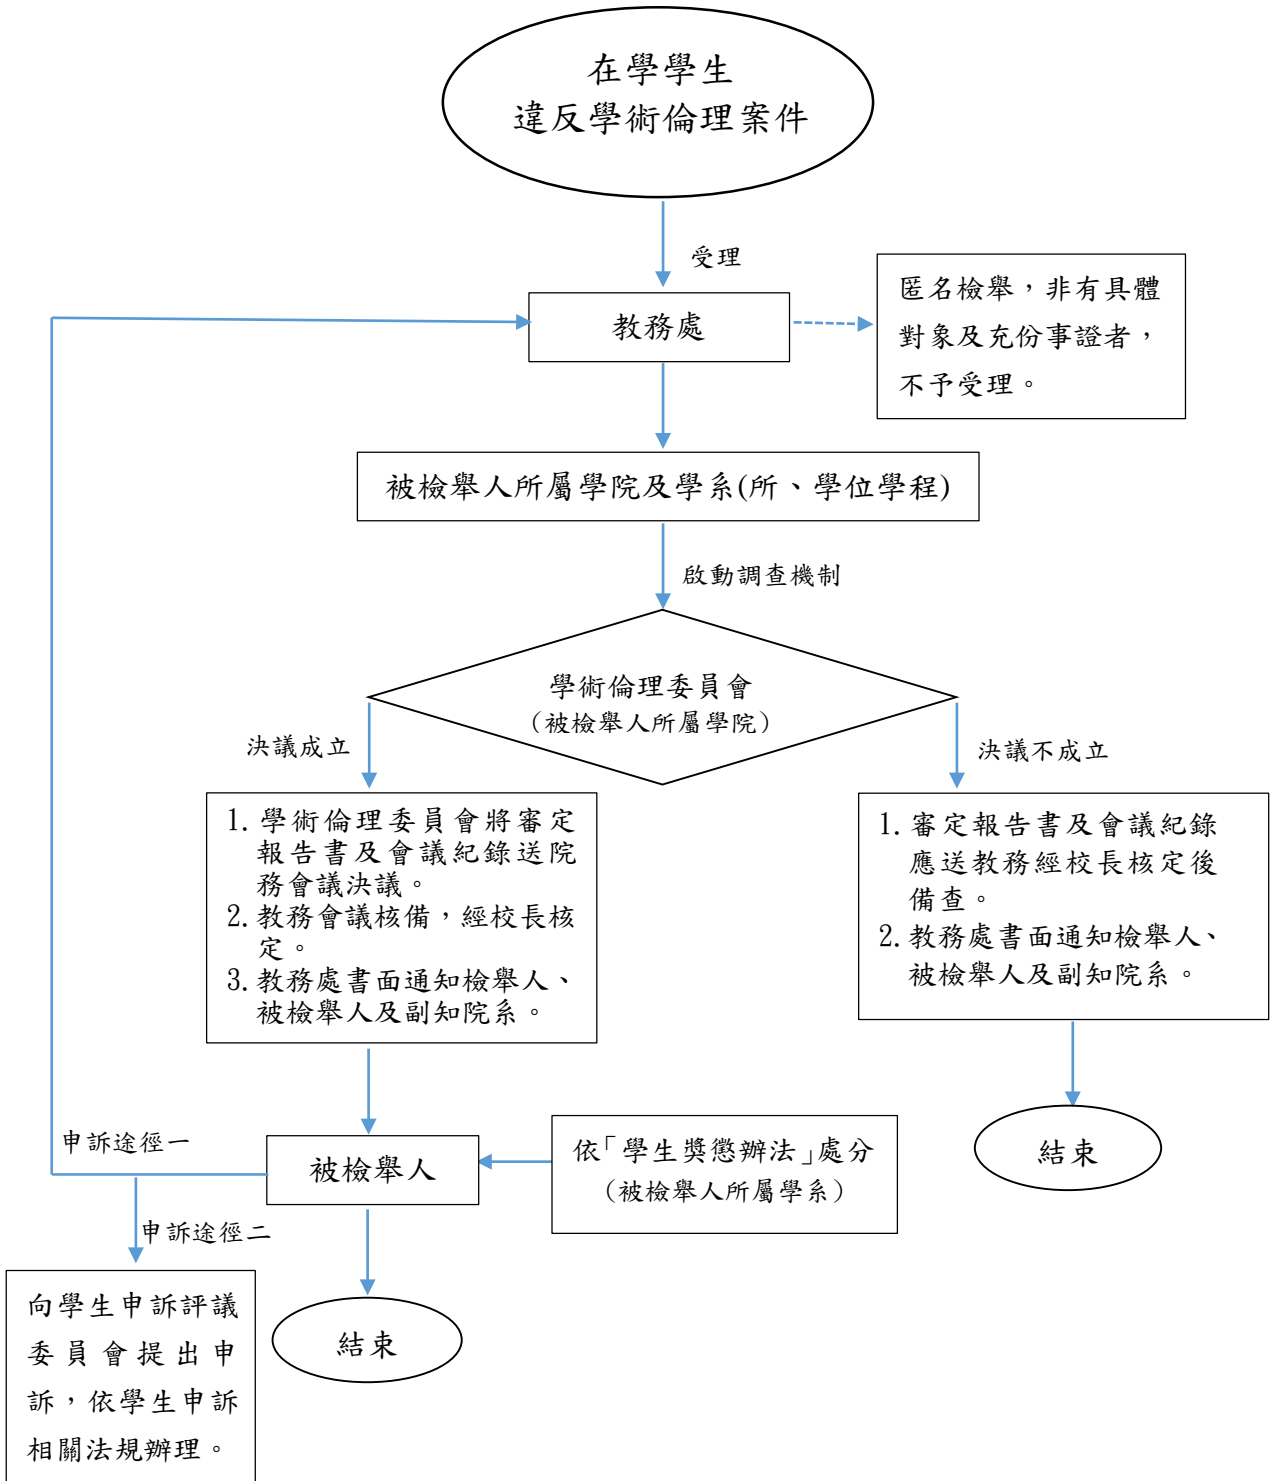 在學學生
違反學術倫理案件
受理
教務處
匿名檢舉，非有具體
對象及充份事證者，
不予受理。
被檢舉人所屬學院及學系(所、學位學程)
啟動調查機制
學術倫理委員會
（被檢舉人所屬學院）
決議成立
決議不成立
1. 學術倫理委員會將審定
報告書及會議紀錄送院
務會議決議。
2. 教務會議核備，經校長核
定。
3. 教務處書面通知檢舉人、
被檢舉人及副知院系。
1. 審定報告書及會議紀錄
應送教務經校長核定後
備查。
2. 教務處書面通知檢舉人、
被檢舉人及副知院系。
申訴途徑一
被檢舉人
依「學生獎懲辦法」處分
（被檢舉人所屬學系）
結束
申訴途徑二
向學生申訴評議
委員會提出申
訴，依學生申訴
相關法規辦理。
結束